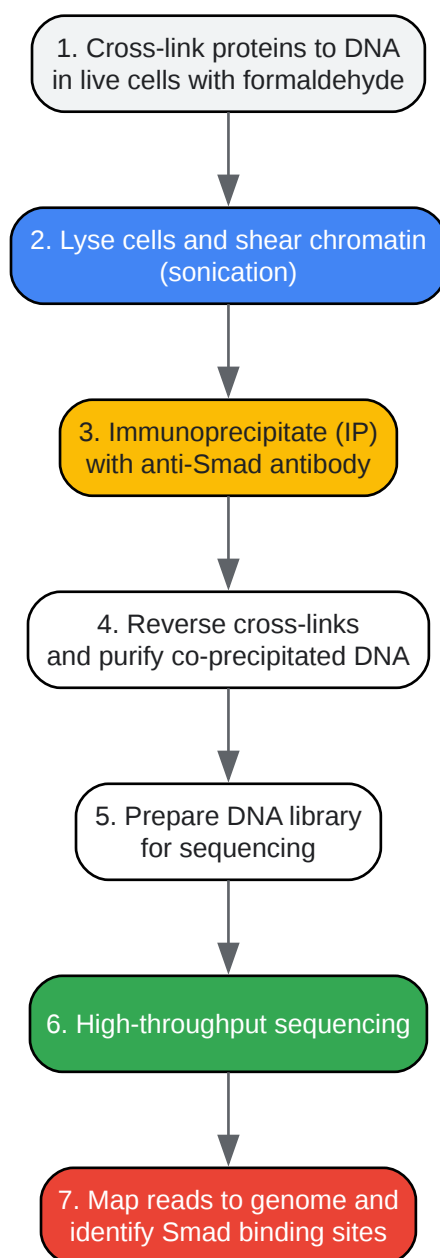 1. Cross-link proteins to DNA
in live cells with formaldehyde
2. Lyse cells and shear chromatin
(sonication)
3. Immunoprecipitate (IP)
with anti-Smad antibody
4. Reverse cross-links
and purify co-precipitated DNA
5. Prepare DNA library
for sequencing
6. High-throughput sequencing
7. Map reads to genome and
identify Smad binding sites